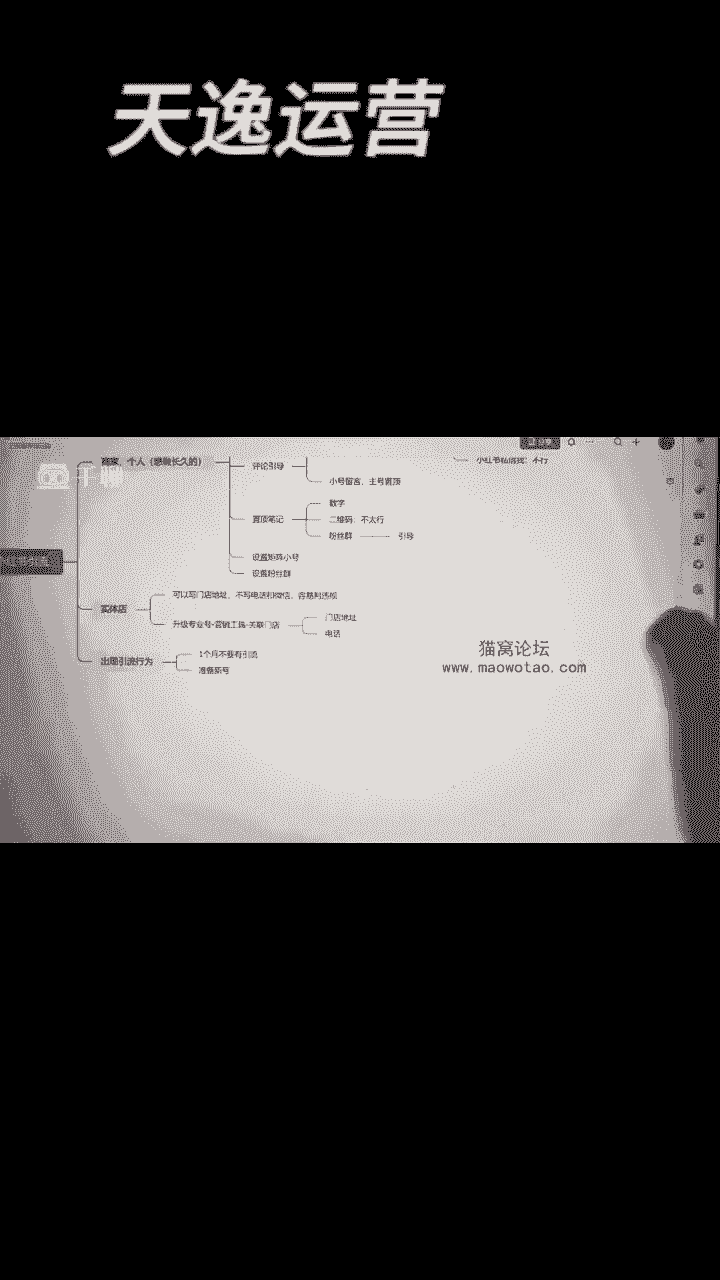 天逸运营
商家、个人（想做长久的）
评论引导
小红书私信我：不行
千聊
小号留言，主号置顶
数字
置顶笔记
二维码：不太行
粉丝群
引导
设置矩阵小号
设置粉丝群
可以写门店地址，不写电话和微信，容易判违规
实体店
升级专业号-营销工具-关联门店
门店地址
电话
出现引流行为
1个月不要有引流
准备新号
猫窝论坛
www.maowotao.com